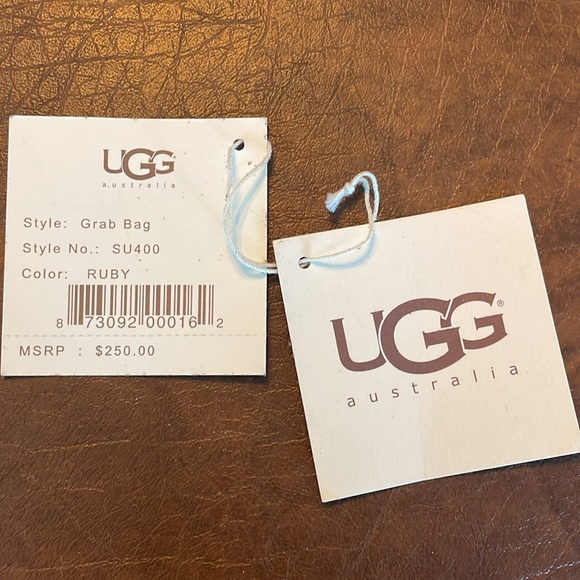 UGG®
australia
Style: Grab Bag
Style No.: SU400
Color: RUBY
8 73092 00016 2
MSRP : $250.00
UGG®
australia